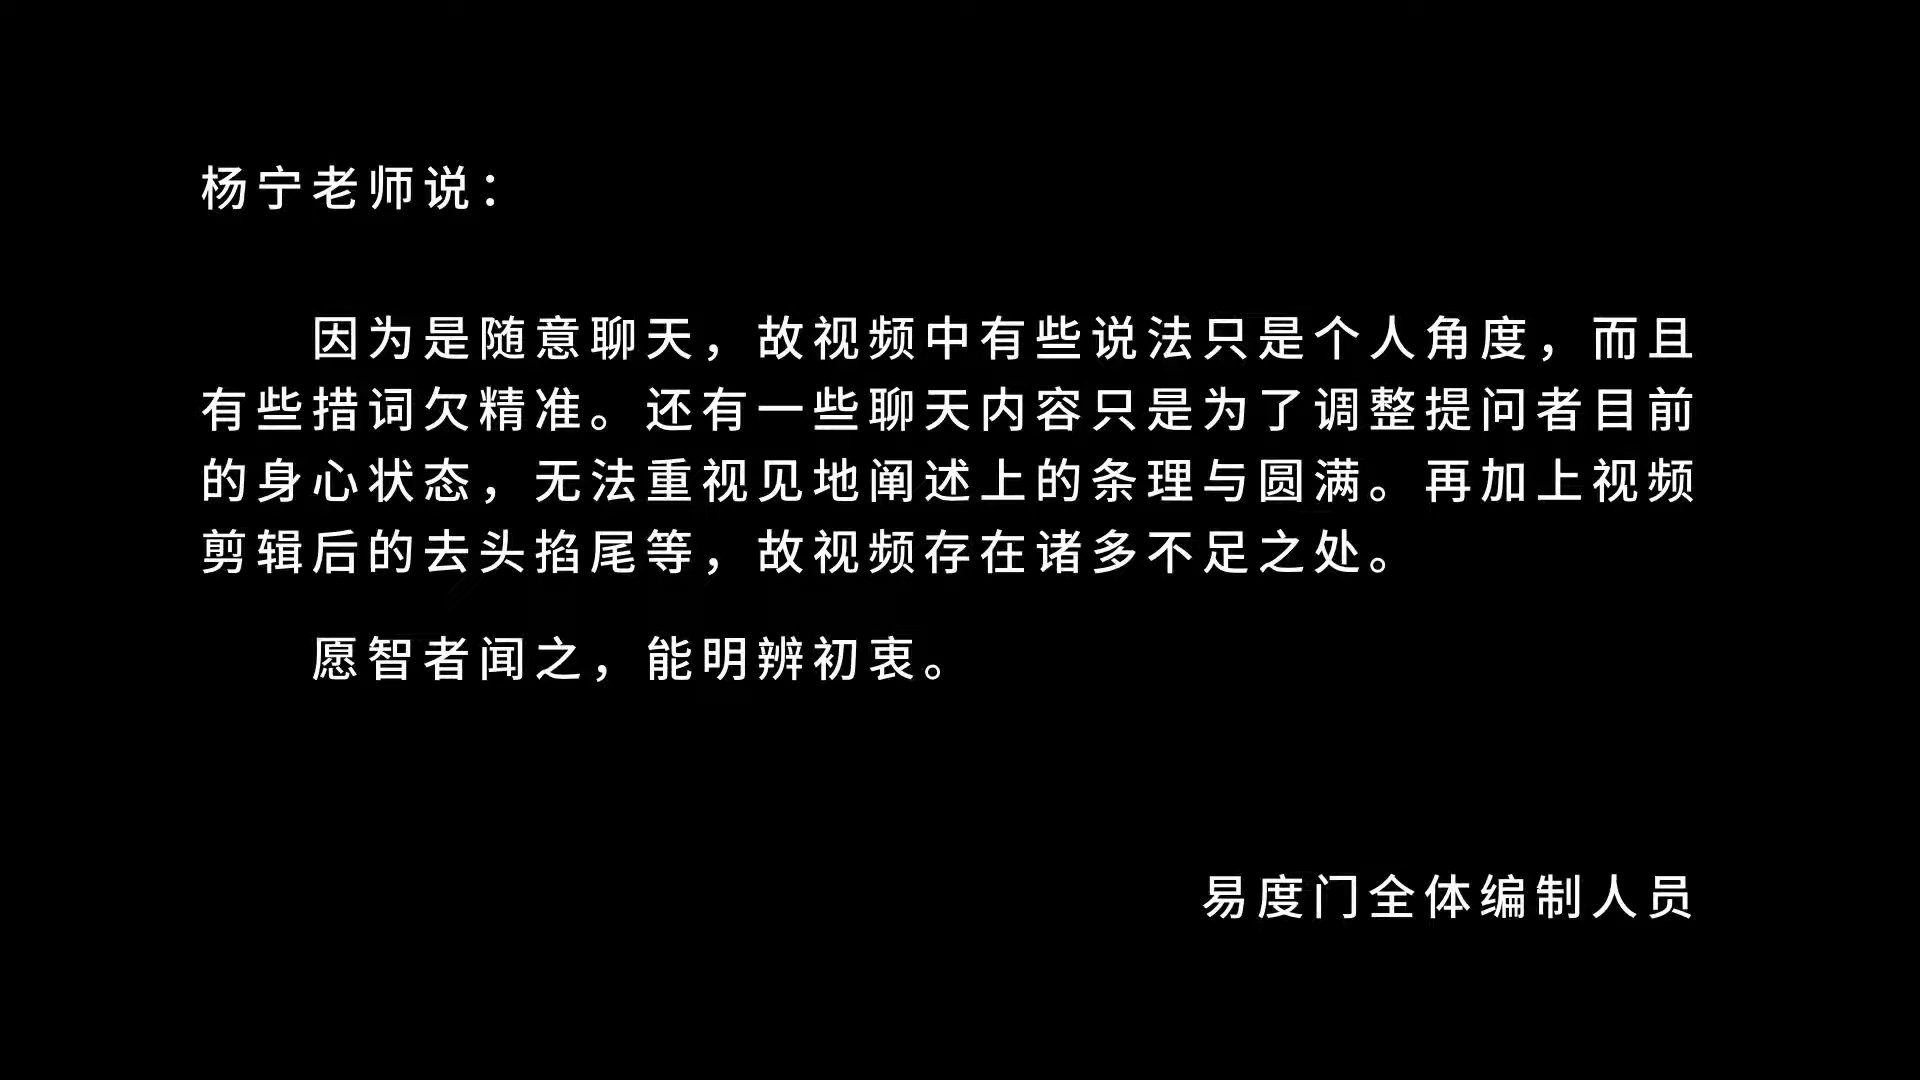 杨宁老师说：
因为是随意聊天，故视频中有些说法只是个人角度，而且
有些措词欠精准。还有一些聊天内容只是为了调整提问者目前
的身心状态，无法重视见地阐述上的条理与圆满。再加上视频
剪辑后的去头掐尾等，故视频存在诸多不足之处。
愿智者闻之，能明辨初衷。
易度门全体编制人员